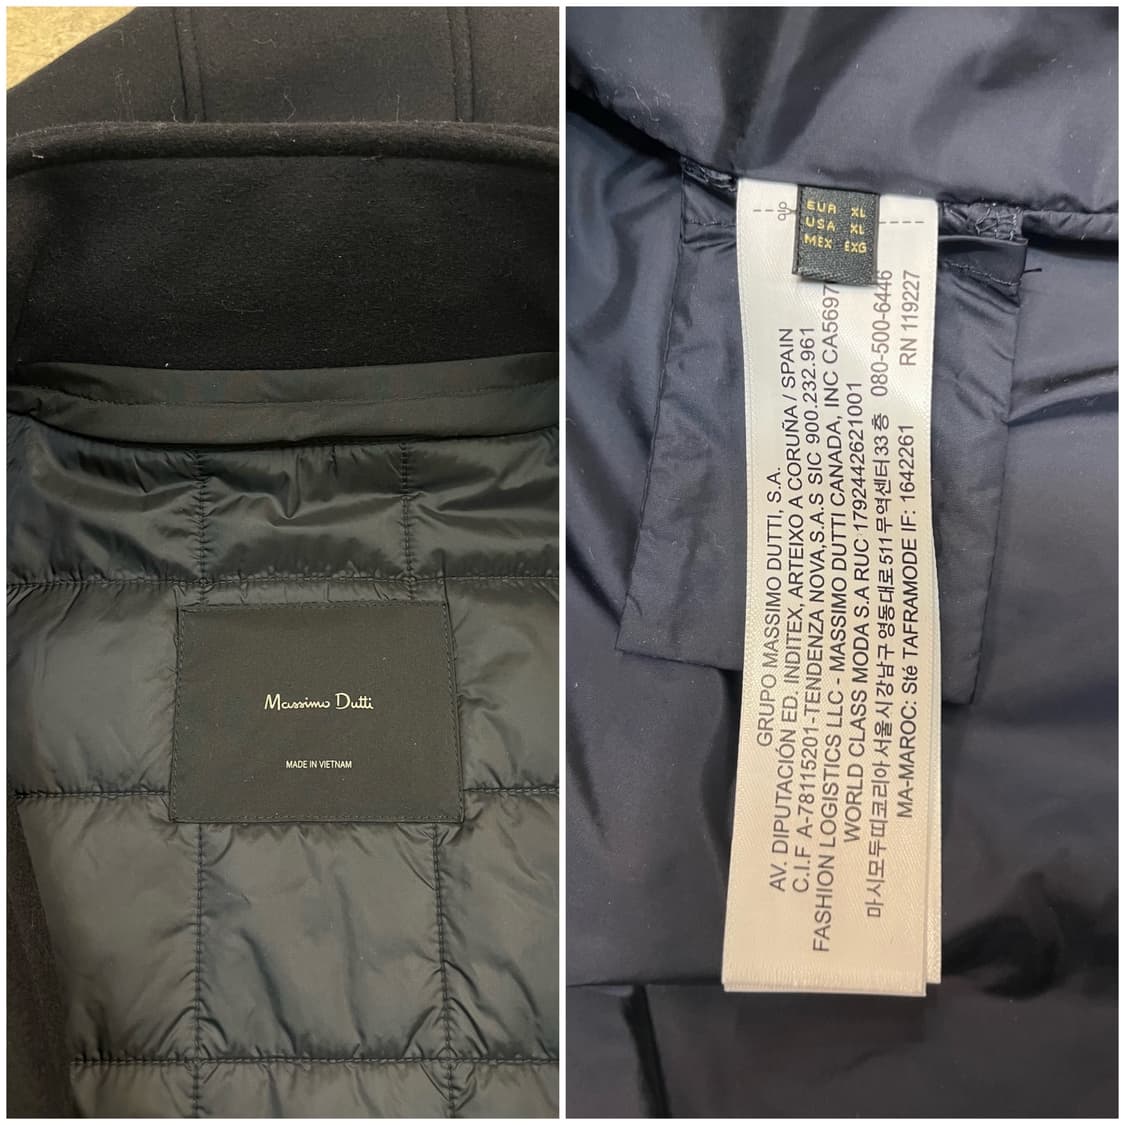 Massimo Dutti
MADE IN VIETNAM
EUR XL
USA XL
MEX EXG
GRUPO MASSIMO DUTTI, S.A.
AV. DIPUTACIÓN ED. INDITEX, ARTEIXO A CORUÑA / SPAIN
C.I.F A-78115201-TENDENZA NOVA,S.A.S SIC 900.232.961
FASHION LOGISTICS LLC - MASSIMO DUTTI CANADA, INC CA5697
WORLD CLASS MODA S.A RUC 1792442621001
마시모두띠코리아 서울시강남구 영동대로511무역센터33층 080-500-6446
MA-MAROC: Sté TAFRAMODE IF: 1642261 RN 119227